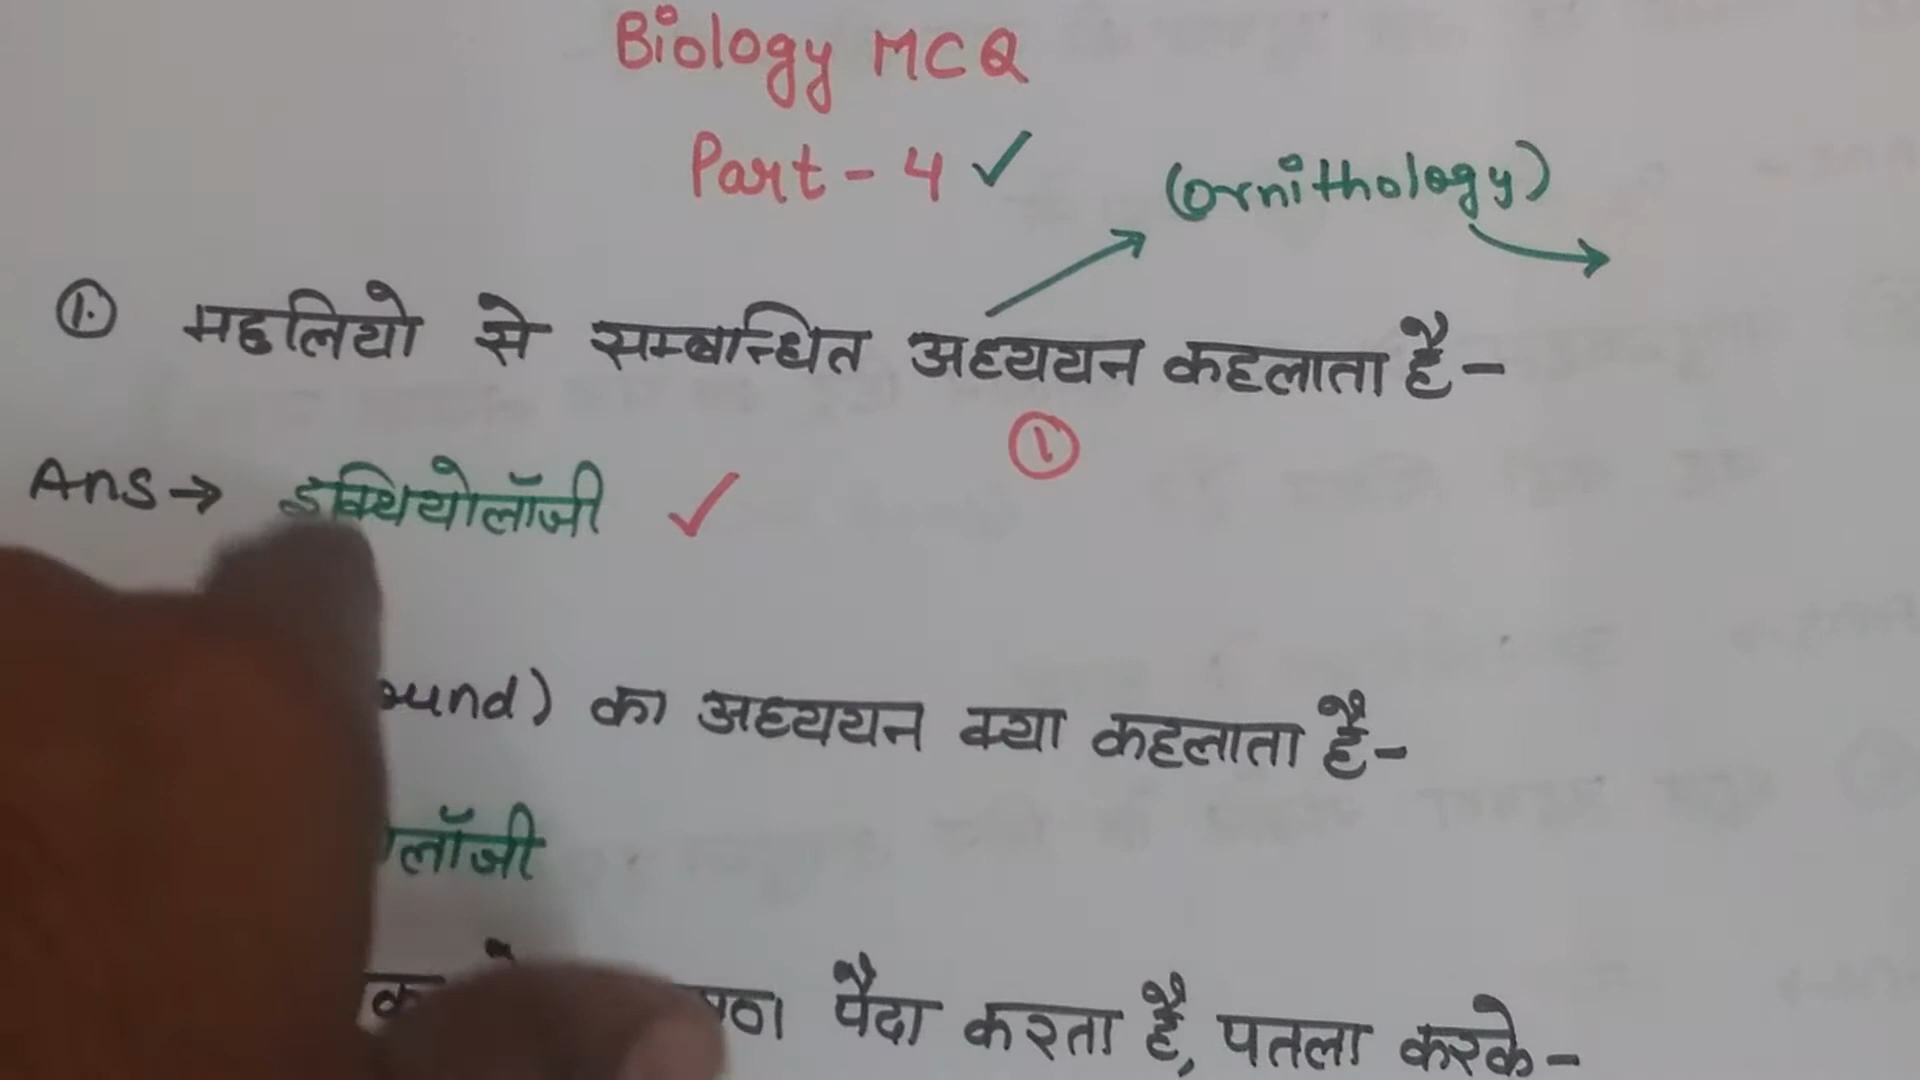 Biology MCQ
Part - 4 ✓
(ornithology)
① मछलियो से सम्बन्धित अध्ययन कहलाता है-
①
Ans → इक्थियोलॉजी ✓
का अध्ययन क्या कहलाता है-
पैदा करता है, पतला करके-